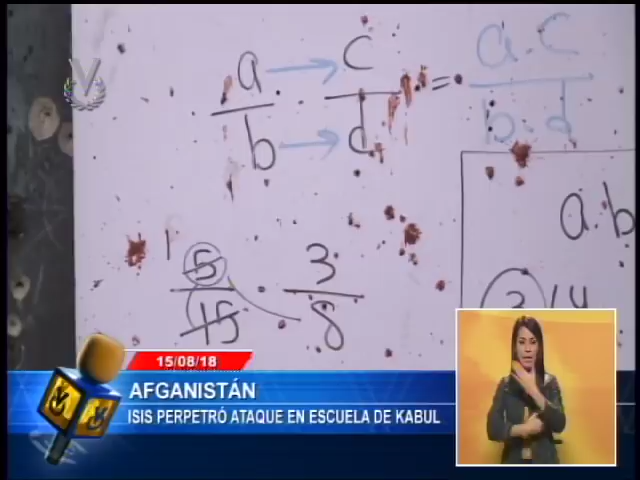 a → c = a.c
b → d b.d
a.b
5 3
15 8
15/08/18
AFGANISTÁN
ISIS PERPETRÓ ATAQUE EN ESCUELA DE KABUL